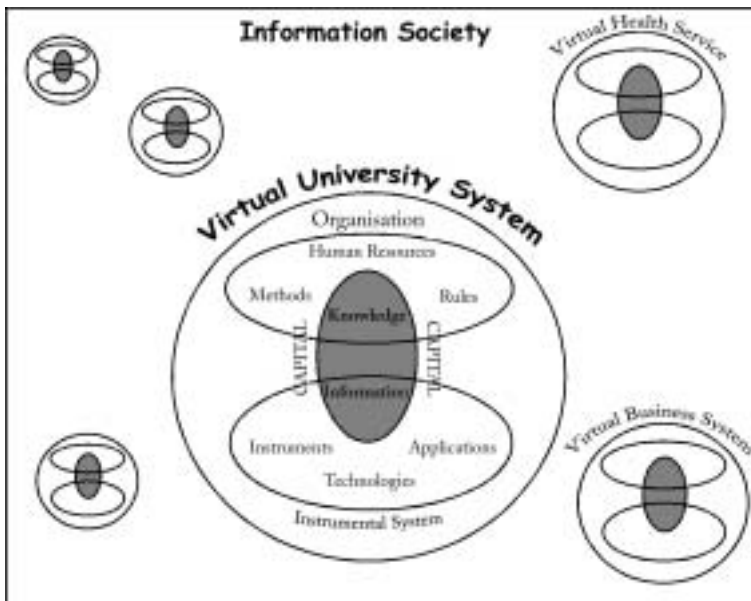 Information Society
Virtual Health Service
Virtual University System
Organisation
Human Resources
Methods
Rules
Knowledge
CAPITAL
CAPITAL
Information
Instruments
Applications
Technologies
Instrumental System
Virtual Business System